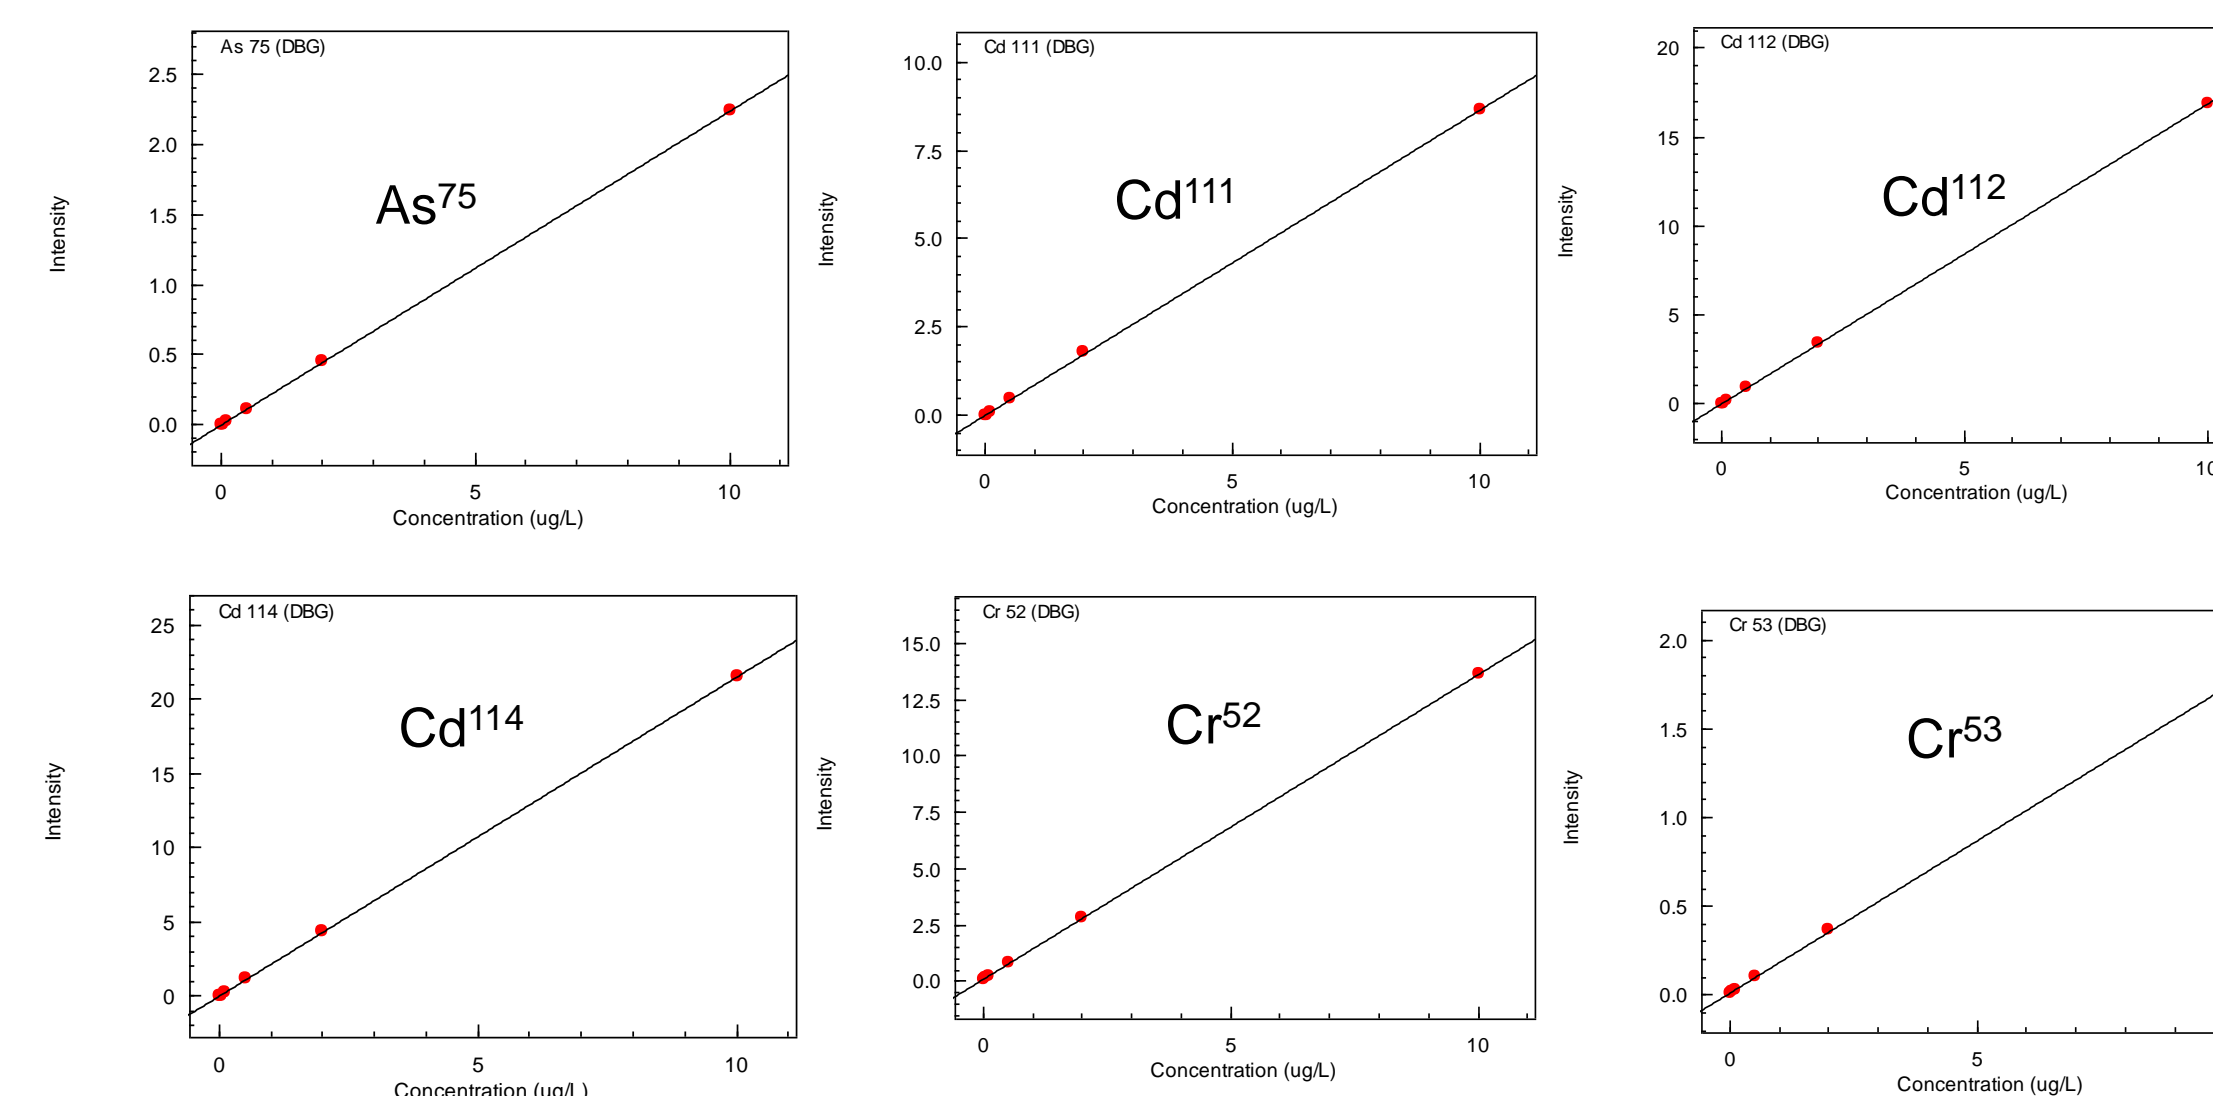 As 75 (DBG)
2.5
2.0
1.5
1.0
0.5
0.0
Intensity
As75
0
5
10
Concentration (ug/L)
Cd 111 (DBG)
10.0
7.5
5.0
2.5
0.0
Intensity
Cd111
0
5
10
Concentration (ug/L)
Cd 112 (DBG)
20
15
10
5
0
Intensity
Cd112
0
5
10
Concentration (ug/L)
Cd 114 (DBG)
25
20
15
10
5
0
Intensity
Cd114
0
5
10
Concentration (ug/L)
Cr 52 (DBG)
15.0
12.5
10.0
7.5
5.0
2.5
0.0
Intensity
Cr52
0
5
10
Concentration (ug/L)
Cr 53 (DBG)
2.0
1.5
1.0
0.5
0.0
Intensity
Cr53
0
5
Concentration (ug/L)